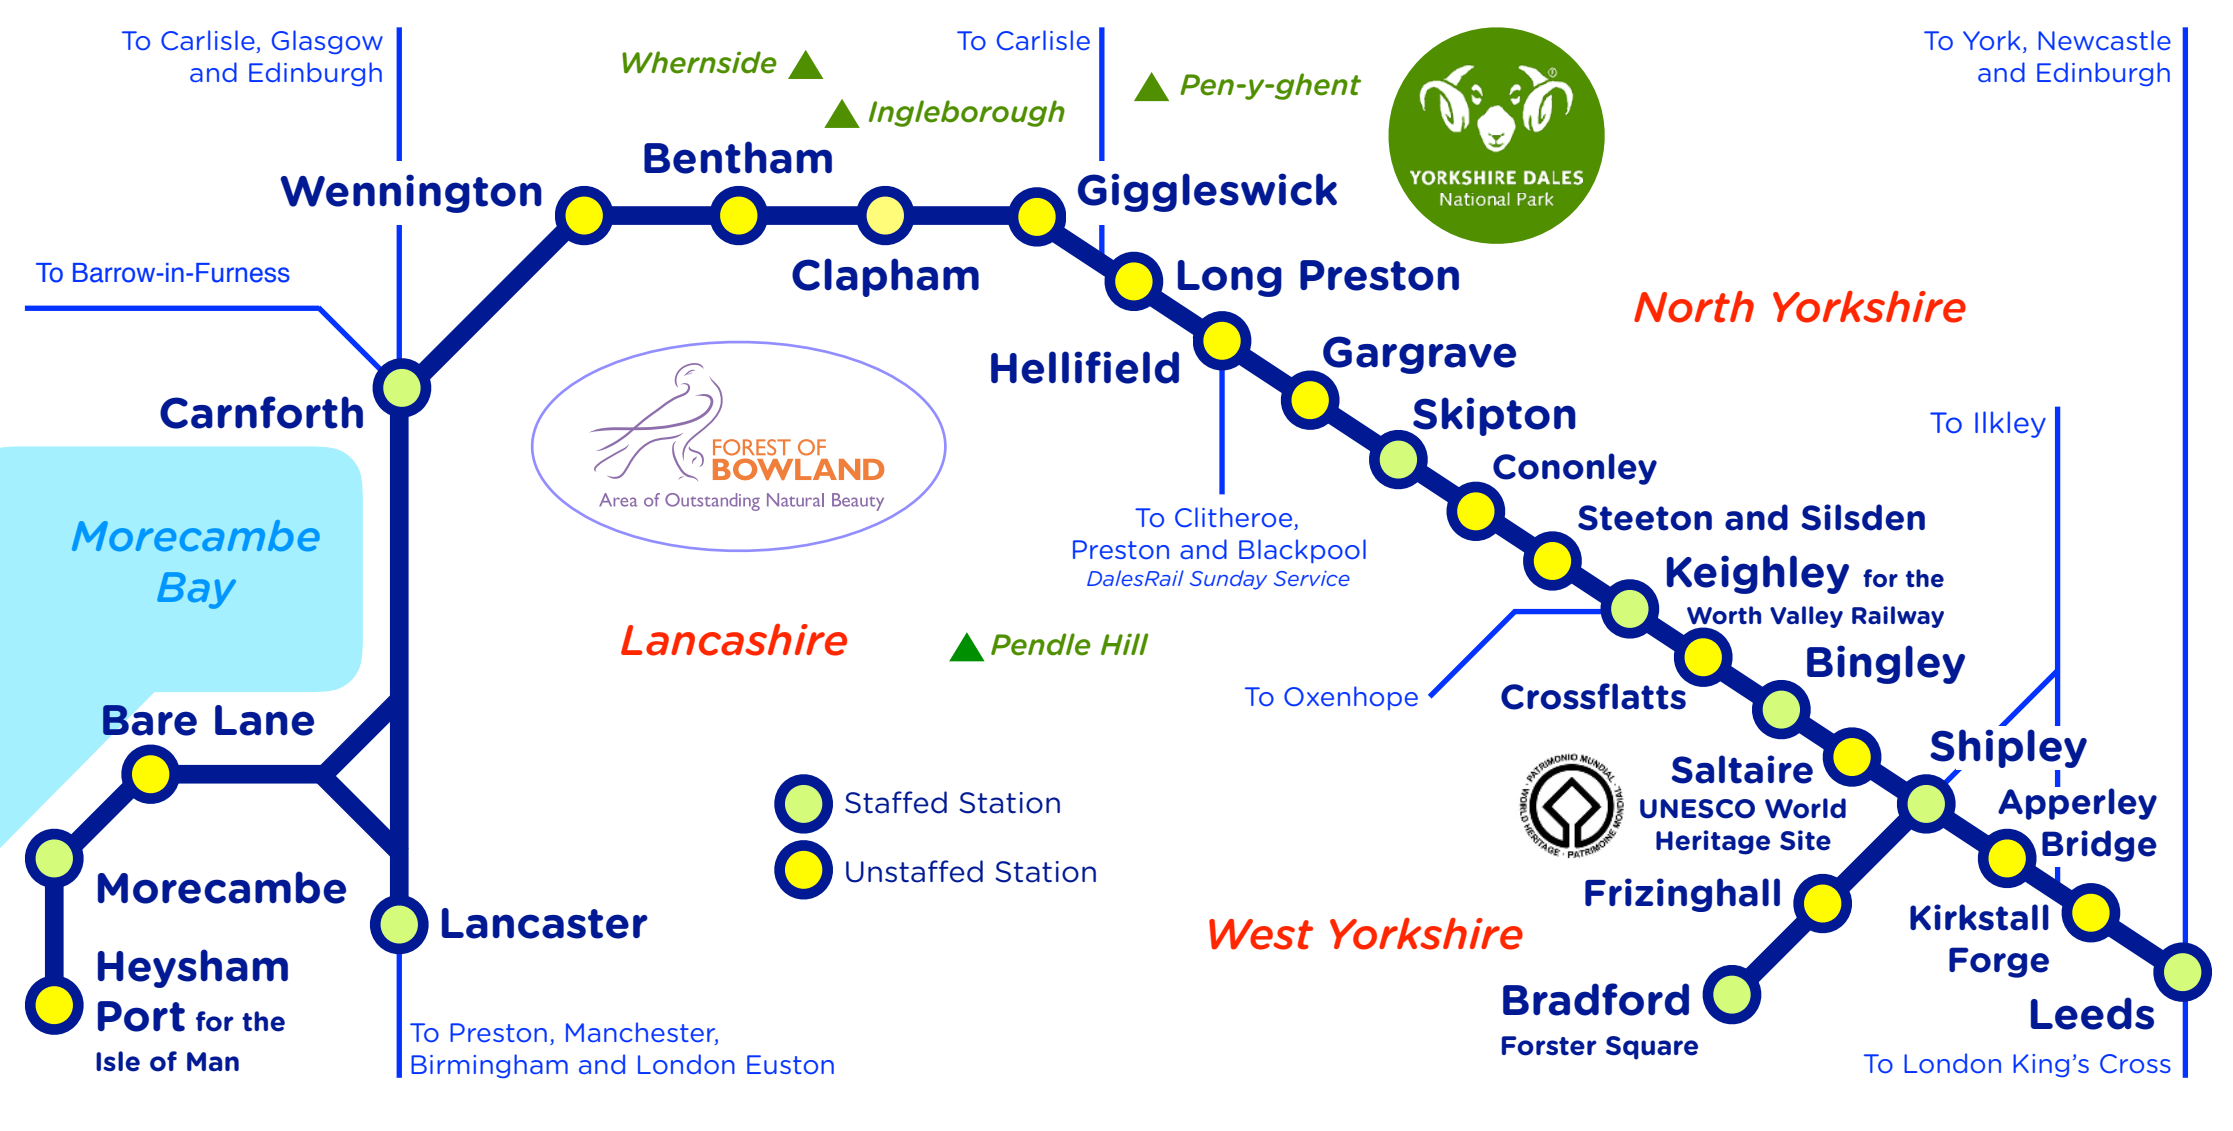 To Carlisle, Glasgow
and Edinburgh
Whernside
To Carlisle
Pen-y-ghent
Ingleborough
YORKSHIRE DALES
National Park
®
To York, Newcastle
and Edinburgh
Bentham
Wennington
Giggleswick
Clapham
Long Preston
To Barrow-in-Furness
North Yorkshire
Hellifield
Gargrave
Carnforth
Skipton
To Ilkley
FOREST OF
BOWLAND
Area of Outstanding Natural Beauty
Cononley
Morecambe
Bay
To Clitheroe,
Preston and Blackpool
DalesRail Sunday Service
Steeton and Silsden
Keighley for the
Worth Valley Railway
Lancashire
Pendle Hill
Bingley
To Oxenhope
Crossflatts
Bare Lane
Shipley
Saltaire
UNESCO World
Heritage Site
PATRIMONIO MUNDIAL · WORLD HERITAGE · PATRIMOINE MONDIAL ·
Apperley
Bridge
Staffed Station
Unstaffed Station
Morecambe
Frizinghall
Lancaster
Kirkstall
Forge
West Yorkshire
Heysham
Port for the
Isle of Man
Bradford
Forster Square
Leeds
To Preston, Manchester,
Birmingham and London Euston
To London King's Cross